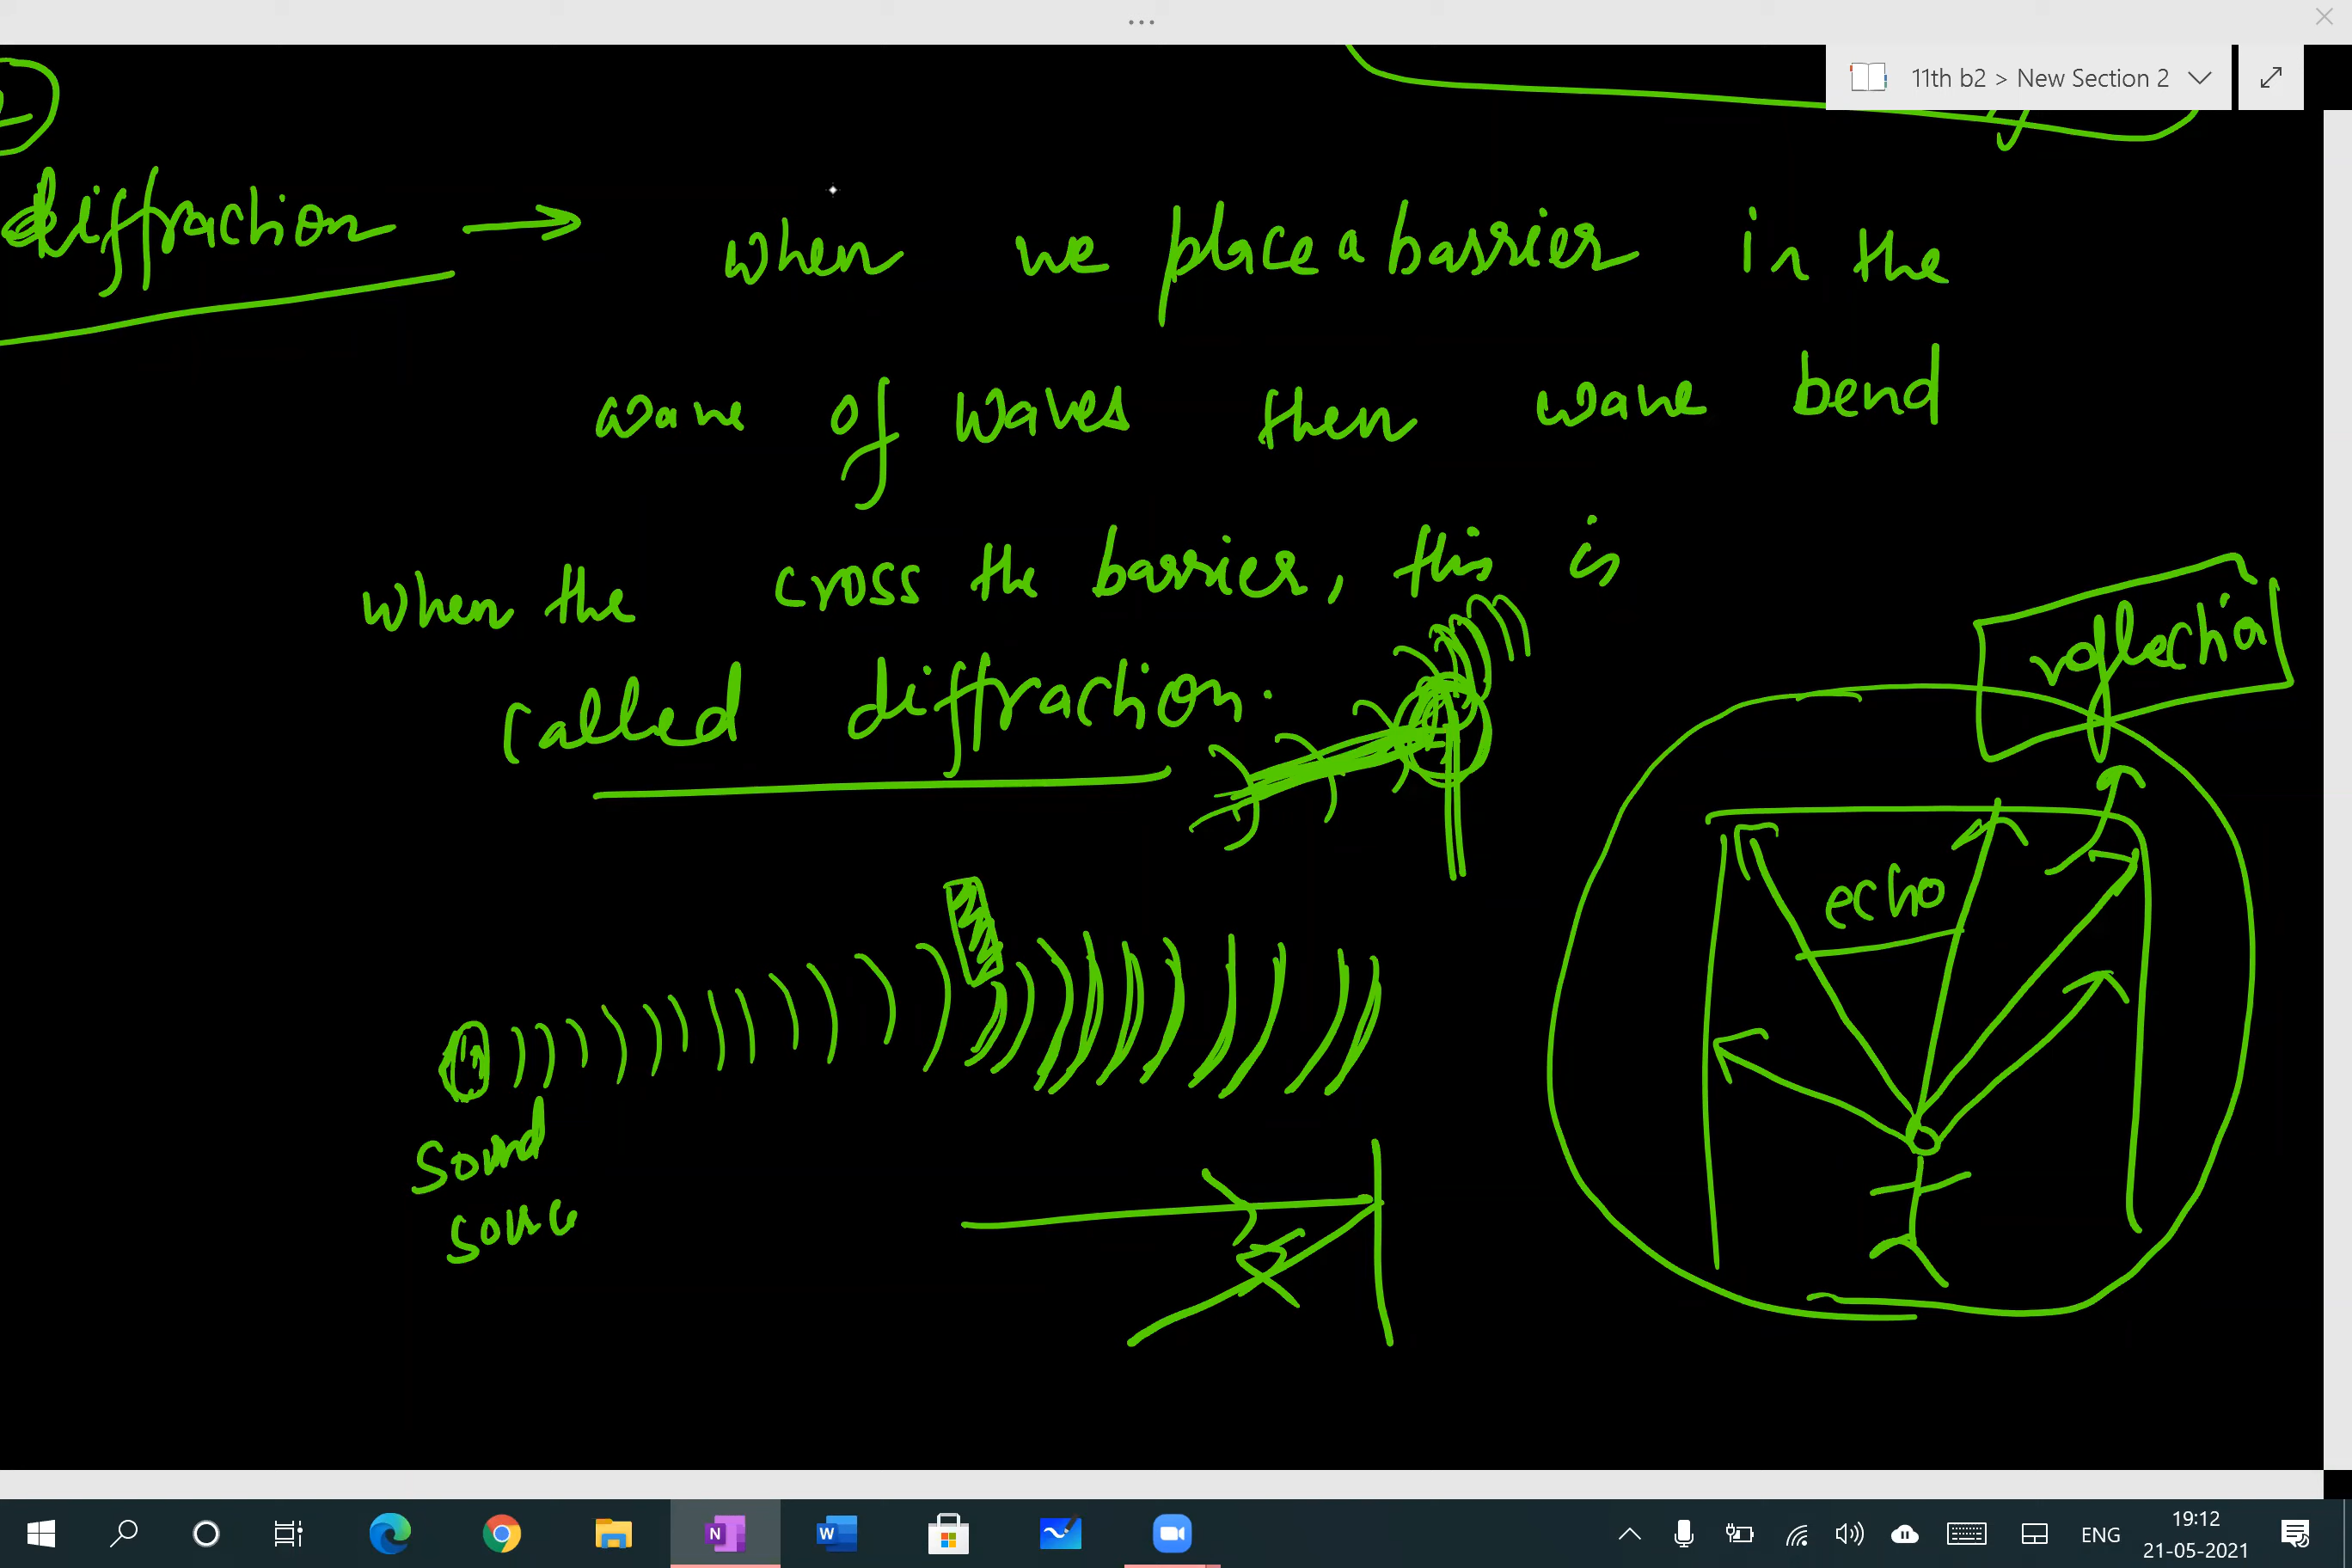 11th b2 > New Section 2
diffraction → when we place a barrier in the
wave of waves then wave bend
when the cross the barrier, this is
called diffraction.
reflection
echo
sound
source
ENG
19:12
21-05-2021